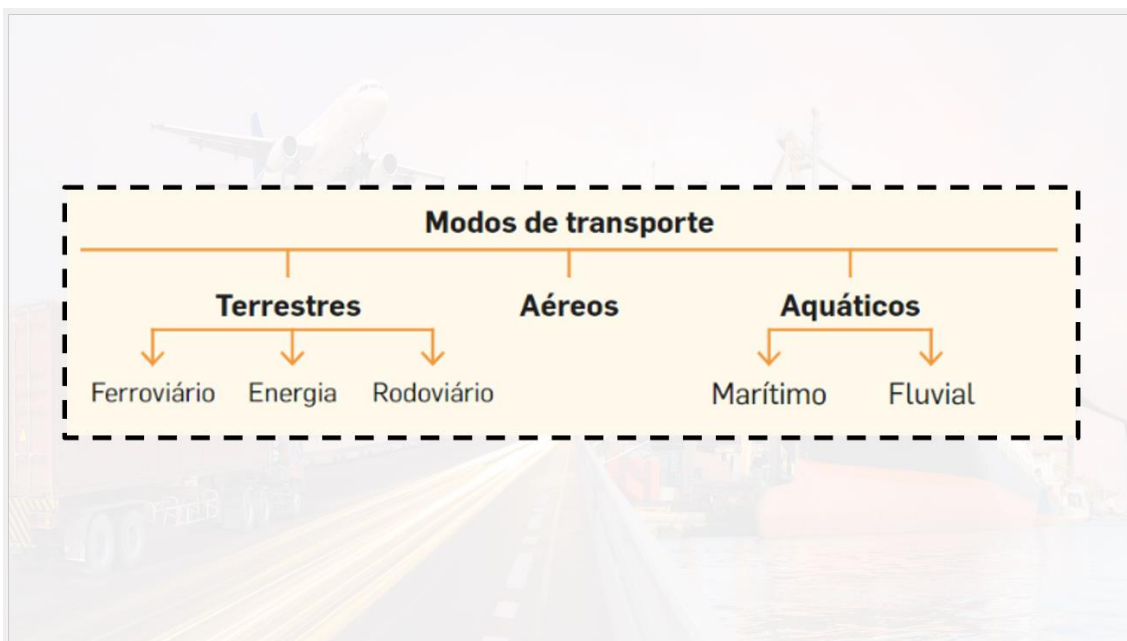 Modos de transporte
Terrestres Aéreos Aquáticos
Ferroviário Energia Rodoviário Marítimo Fluvial